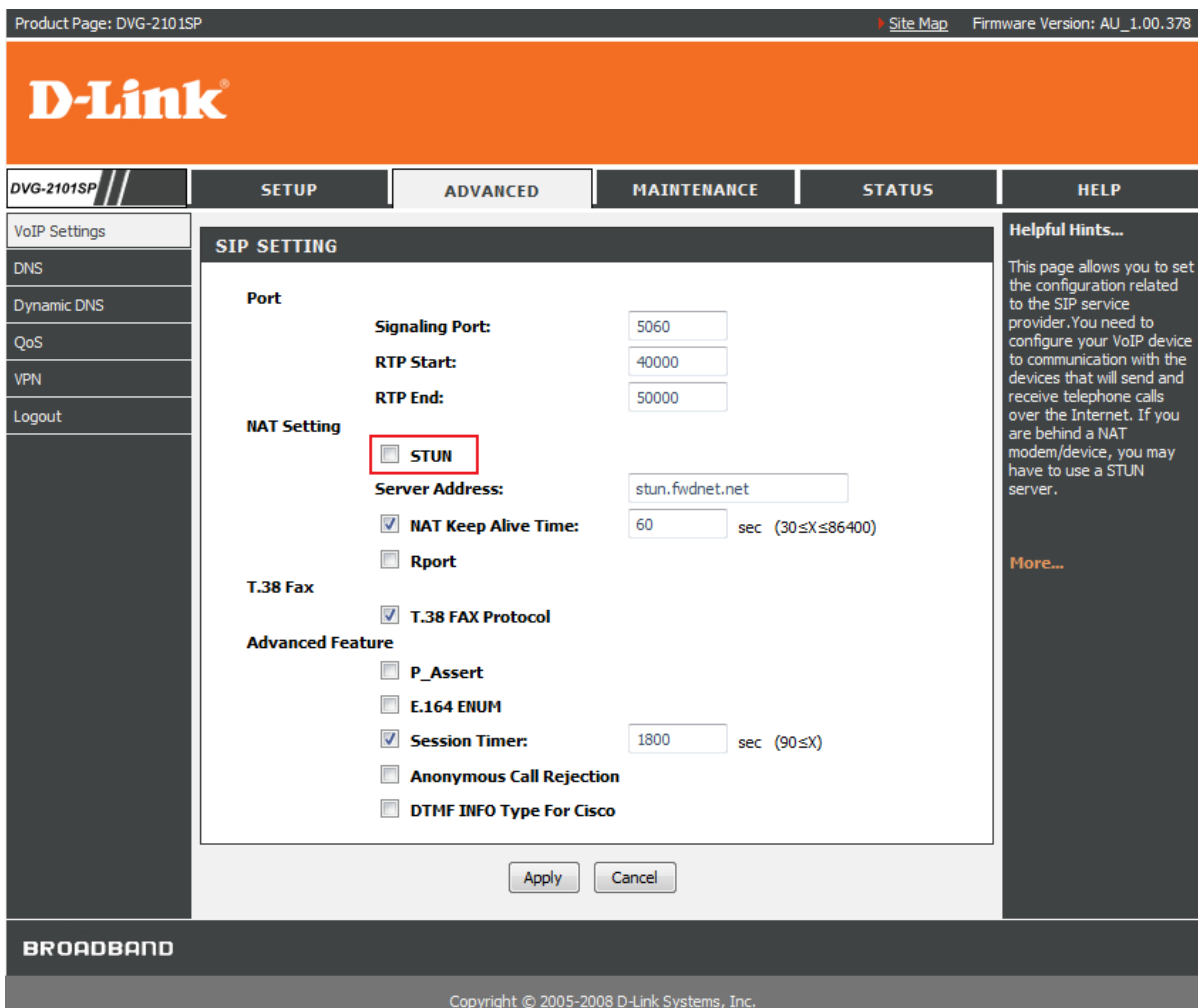 Product Page: DVG-2101SP
Site Map Firmware Version: AU_1.00.378
D-Link®
DVG-2101SP
SETUP ADVANCED MAINTENANCE STATUS HELP
VoIP Settings
DNS
Dynamic DNS
QoS
VPN
Logout
SIP SETTING
Port
Signaling Port: 5060
RTP Start: 40000
RTP End: 50000
NAT Setting
STUN
Server Address: stun.fwdnet.net
NAT Keep Alive Time: 60 sec (30≤X≤86400)
Rport
T.38 Fax
T.38 FAX Protocol
Advanced Feature
P_Assert
E.164 ENUM
Session Timer: 1800 sec (90≤X)
Anonymous Call Rejection
DTMF INFO Type For Cisco
Apply Cancel
Helpful Hints...
This page allows you to set
the configuration related
to the SIP service
provider.You need to
configure your VoIP device
to communication with the
devices that will send and
receive telephone calls
over the Internet. If you
are behind a NAT
modem/device, you may
have to use a STUN
server.
More...
BROADBAND
Copyright © 2005-2008 D-Link Systems, Inc.